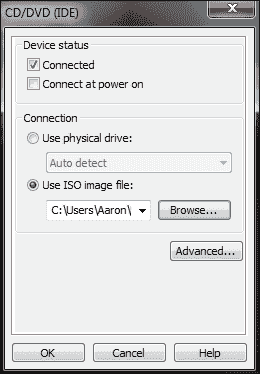 CD/DVD (IDE)
Device status
Connected
Connect at power on
Connection
Use physical drive:
Auto detect
Use ISO image file:
C:\Users\Aaron\ Browse...
Advanced...
OK Cancel Help